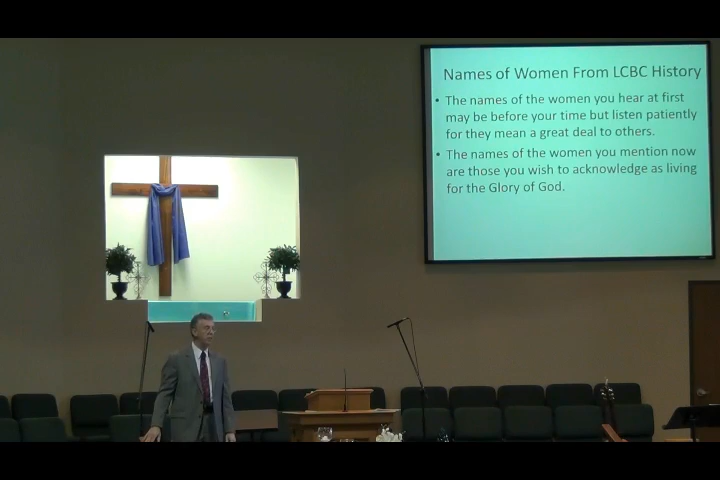 Names of Women From LCBC History
• The names of the women you hear at first
may be before your time but listen patiently
for they mean a great deal to others.
• The names of the women you mention now
are those you wish to acknowledge as living
for the Glory of God.